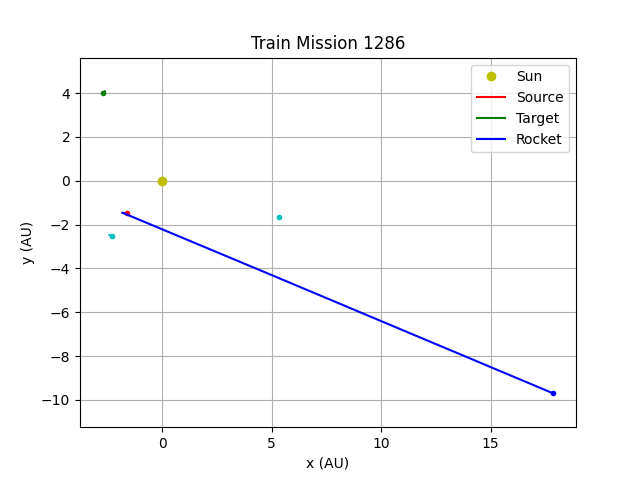 Train Mission 1286
Sun
Source
Target
Rocket
4
2
0
−2
−4
−6
−8
−10
y (AU)
0
5
10
15
x (AU)